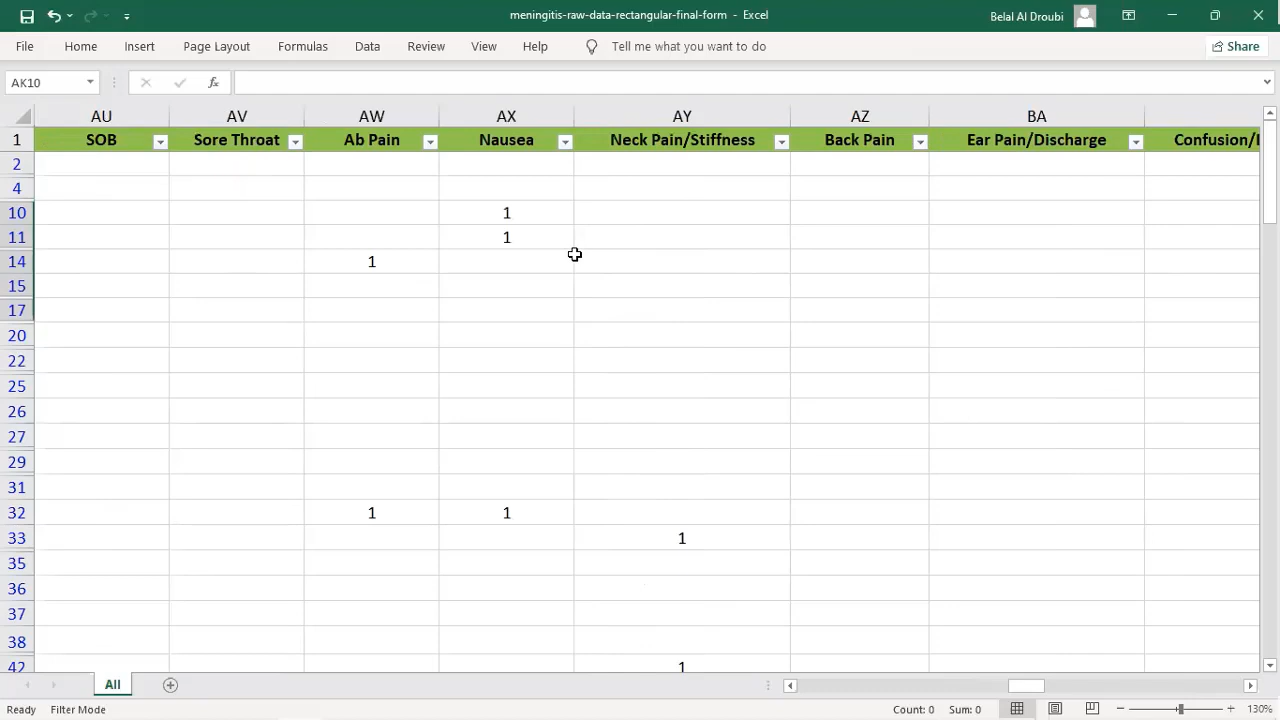 meningitis-raw-data-rectangular-final-form - Excel
Belal Al Droubi
File Home Insert Page Layout Formulas Data Review View Help Tell me what you want to do Share
AK10 fx
AU AV AW AX AY AZ BA
1 SOB Sore Throat Ab Pain Nausea Neck Pain/Stiffness Back Pain Ear Pain/Discharge Confusion/
2
4
10 1
11 1
14 1
15
17
20
22
25
26
27
29
31
32 1 1
33 1
35
36
37
38
42 1
All
Ready Filter Mode Count: 0 Sum: 0 130%